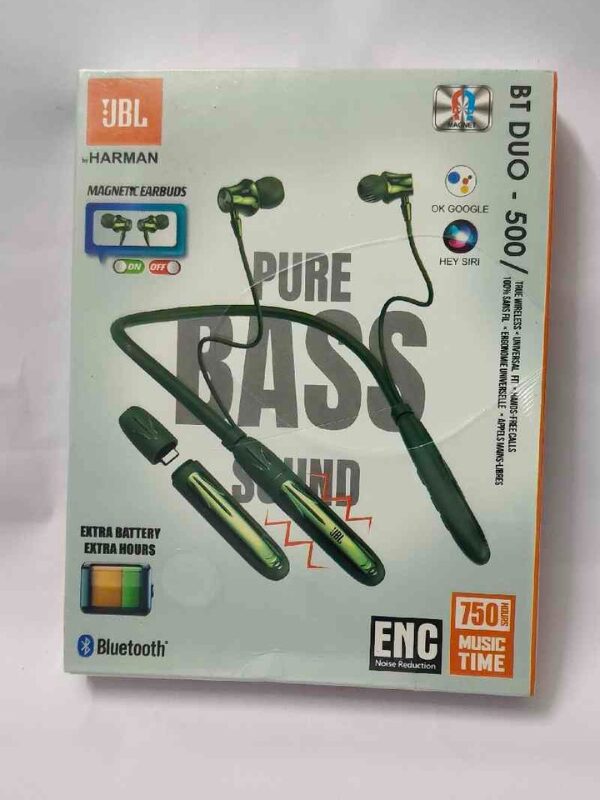 JBL
by HARMAN
MAGNETIC EARBUDS
ON OFF
MAGNET
OK GOOGLE
HEY SIRI
BT DUO - 500/
TRUE WIRELESS • UNIVERSAL FIT • HANDS-FREE CALLS
100% SANS FIL • ERGONOMIE UNIVERSELLE • APPELS MAINS-LIBRES
PURE
BASS
SOUND
JBL
EXTRA BATTERY
EXTRA HOURS
Bluetooth
ENC
Noise Reduction
750 HOURS
MUSIC
TIME